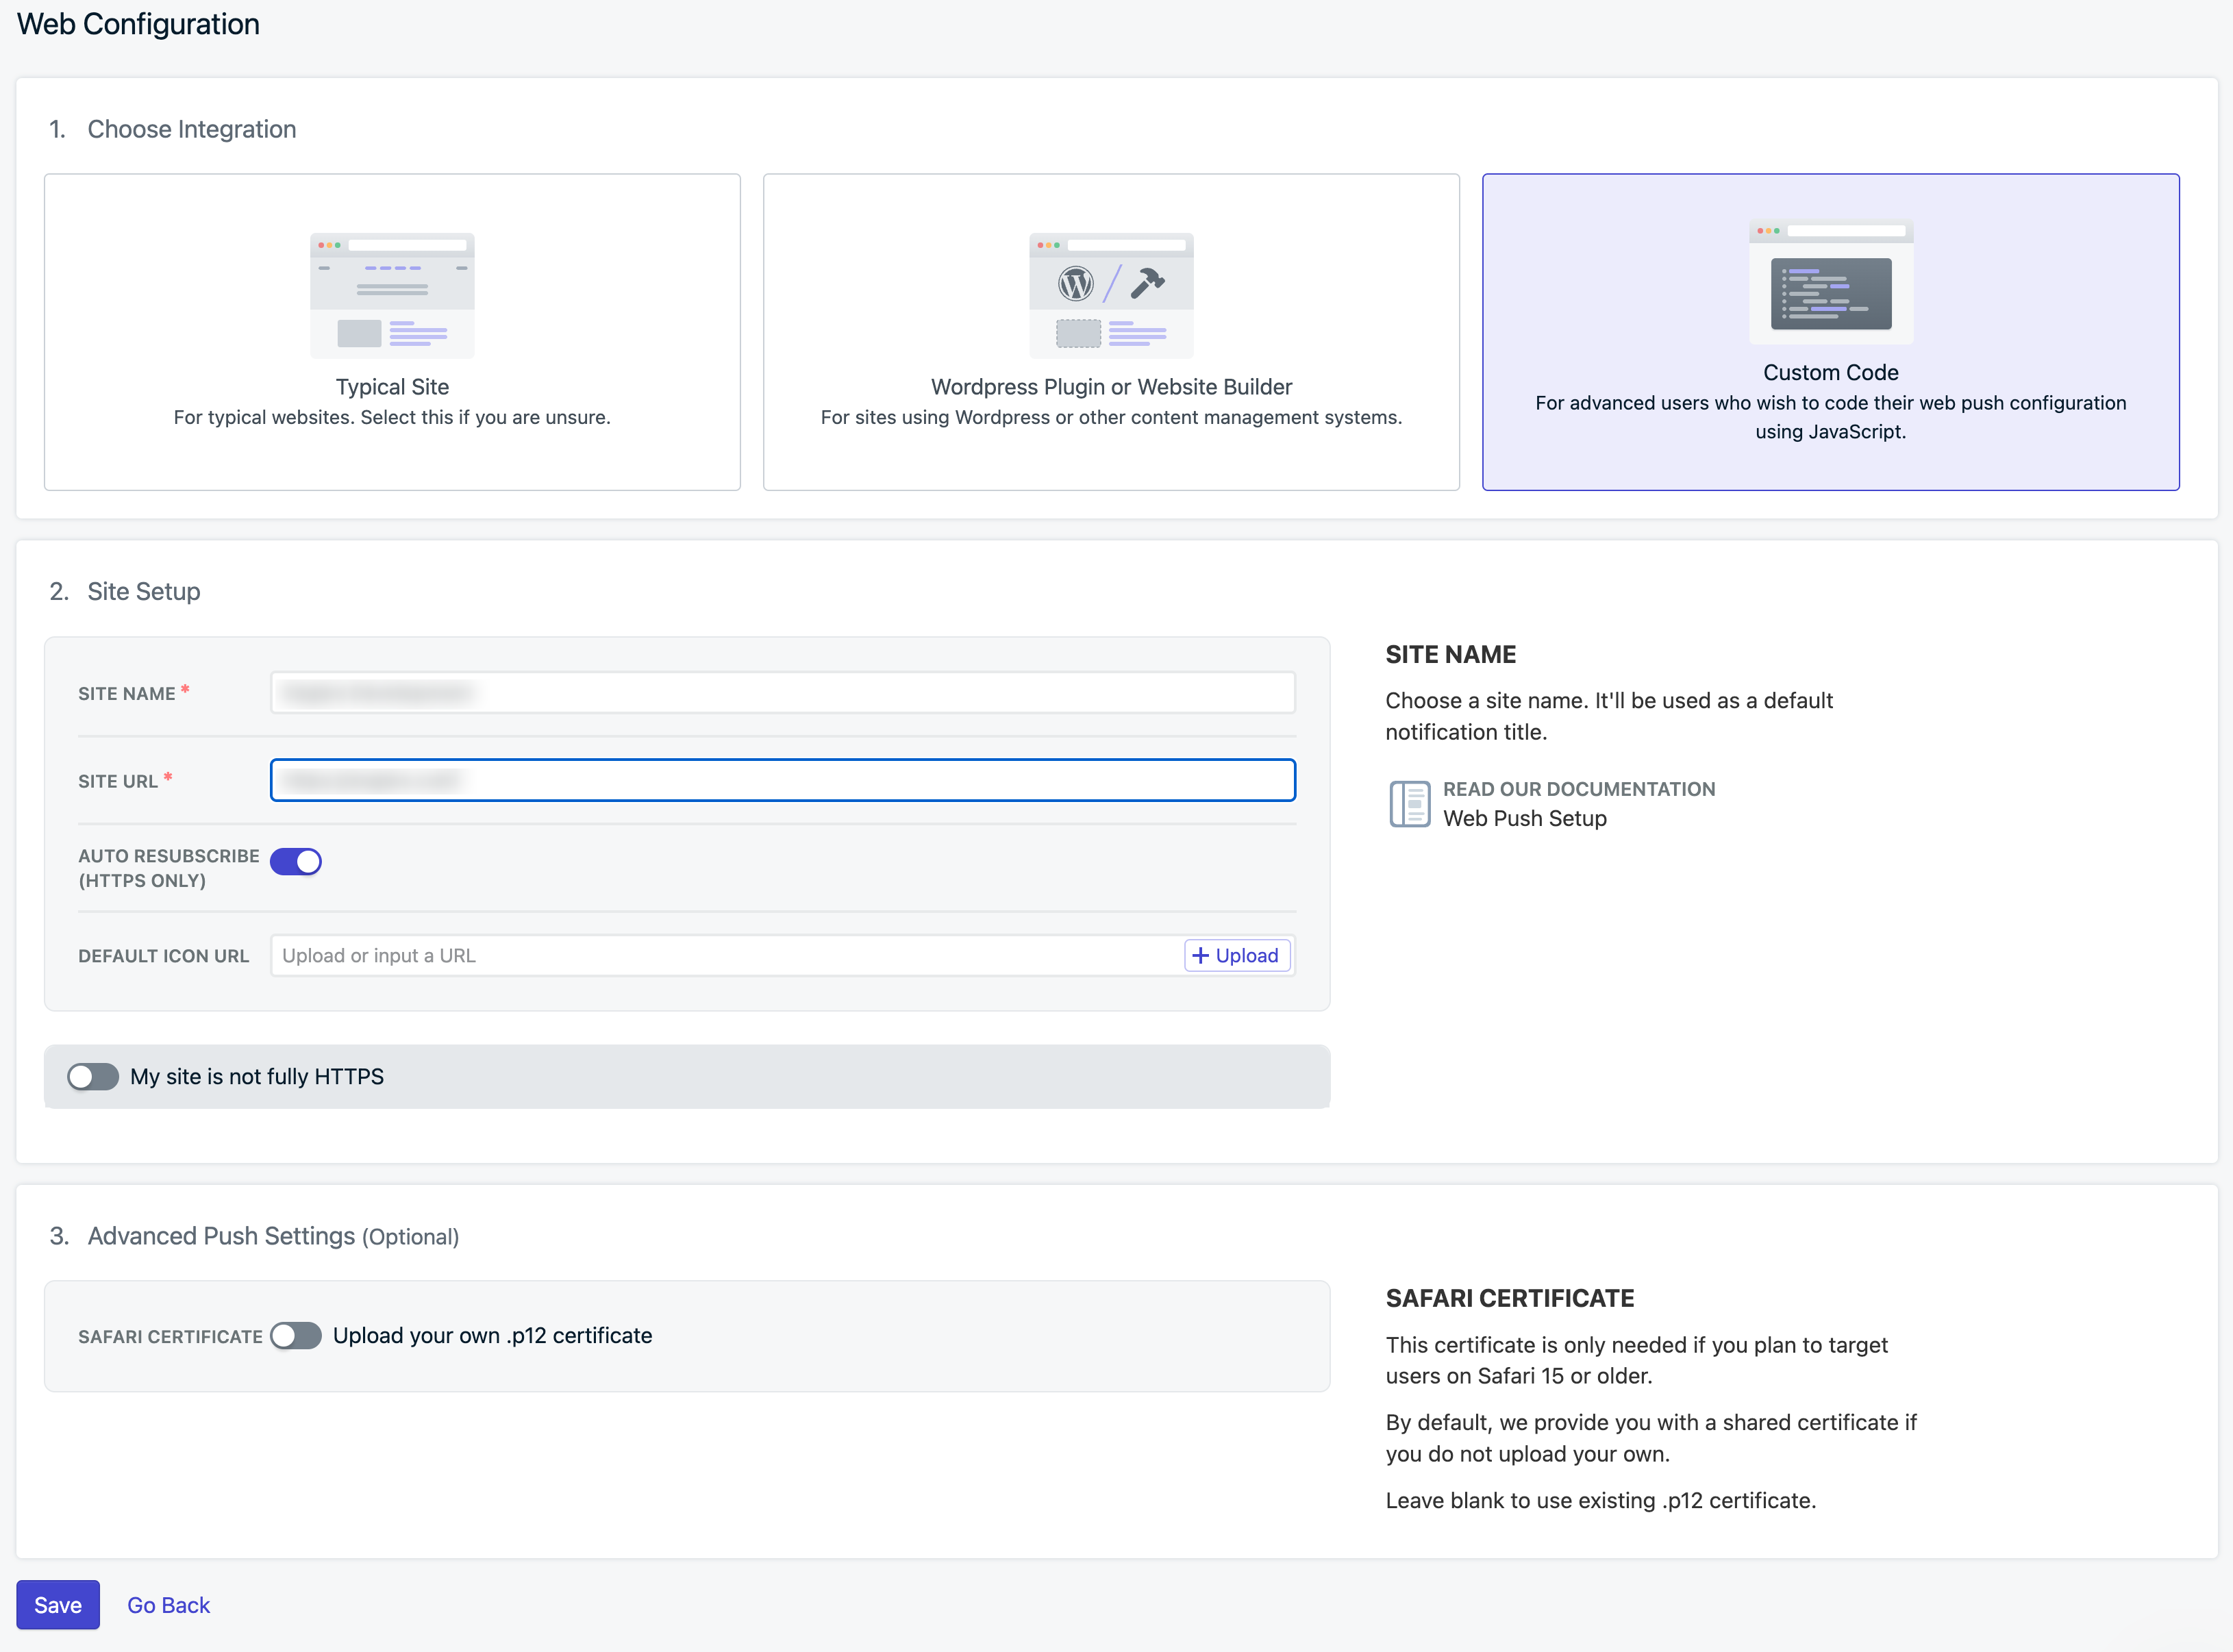 Web Configuration
1. Choose Integration
Typical Site
For typical websites. Select this if you are unsure.
Wordpress Plugin or Website Builder
For sites using Wordpress or other content management systems.
Custom Code
For advanced users who wish to code their web push configuration
using JavaScript.
2. Site Setup
SITE NAME *
SITE URL *
AUTO RESUBSCRIBE
(HTTPS ONLY)
DEFAULT ICON URL
Upload or input a URL
+ Upload
My site is not fully HTTPS
SITE NAME
Choose a site name. It'll be used as a default
notification title.
READ OUR DOCUMENTATION
Web Push Setup
3. Advanced Push Settings (Optional)
SAFARI CERTIFICATE
Upload your own .p12 certificate
SAFARI CERTIFICATE
This certificate is only needed if you plan to target
users on Safari 15 or older.
By default, we provide you with a shared certificate if
you do not upload your own.
Leave blank to use existing .p12 certificate.
Save
Go Back